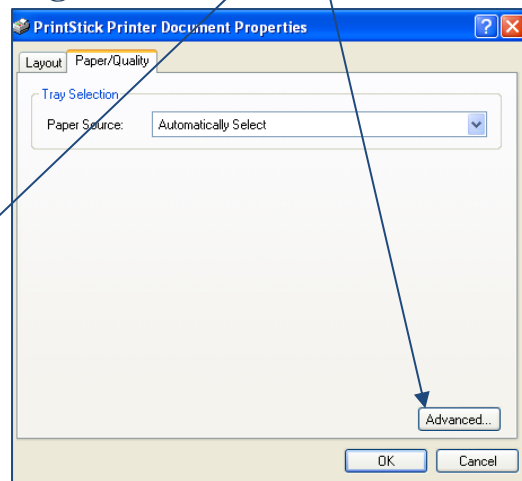 PrintStick Printer Document Properties
Layout Paper/Quality
Tray Selection
Paper Source: Automatically Select
Advanced...
OK Cancel